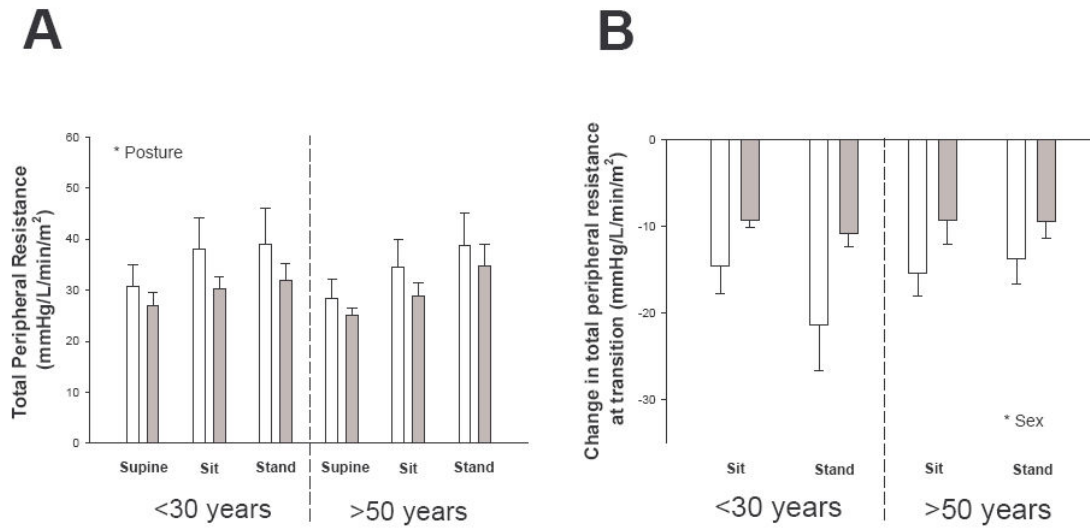 A
Total Peripheral Resistance
(mmHg/L/min/m²)
60
50
40
30
20
10
0
* Posture
Supine Sit Stand Supine Sit Stand
<30 years >50 years
B
Change in total peripheral resistance
at transition (mmHg/L/min/m²)
0
-10
-20
-30
* Sex
Sit Stand Sit Stand
<30 years >50 years